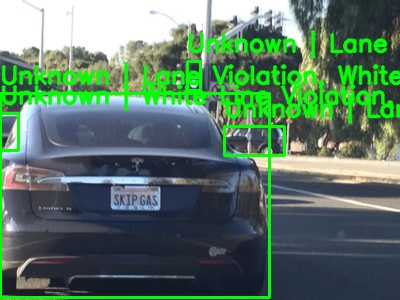 Unknown | Lane
Unknown | Lane Violation, White
Unknown | White Line Violation,
Unknown | Lan
SKIP GAS